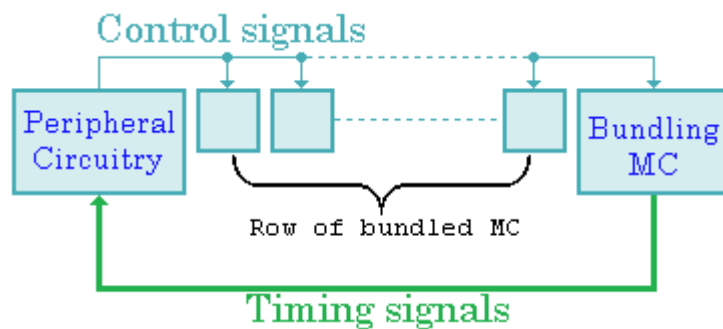 Control signals
Peripheral
Circuitry
Bundling
MC
Row of bundled MC
Timing signals